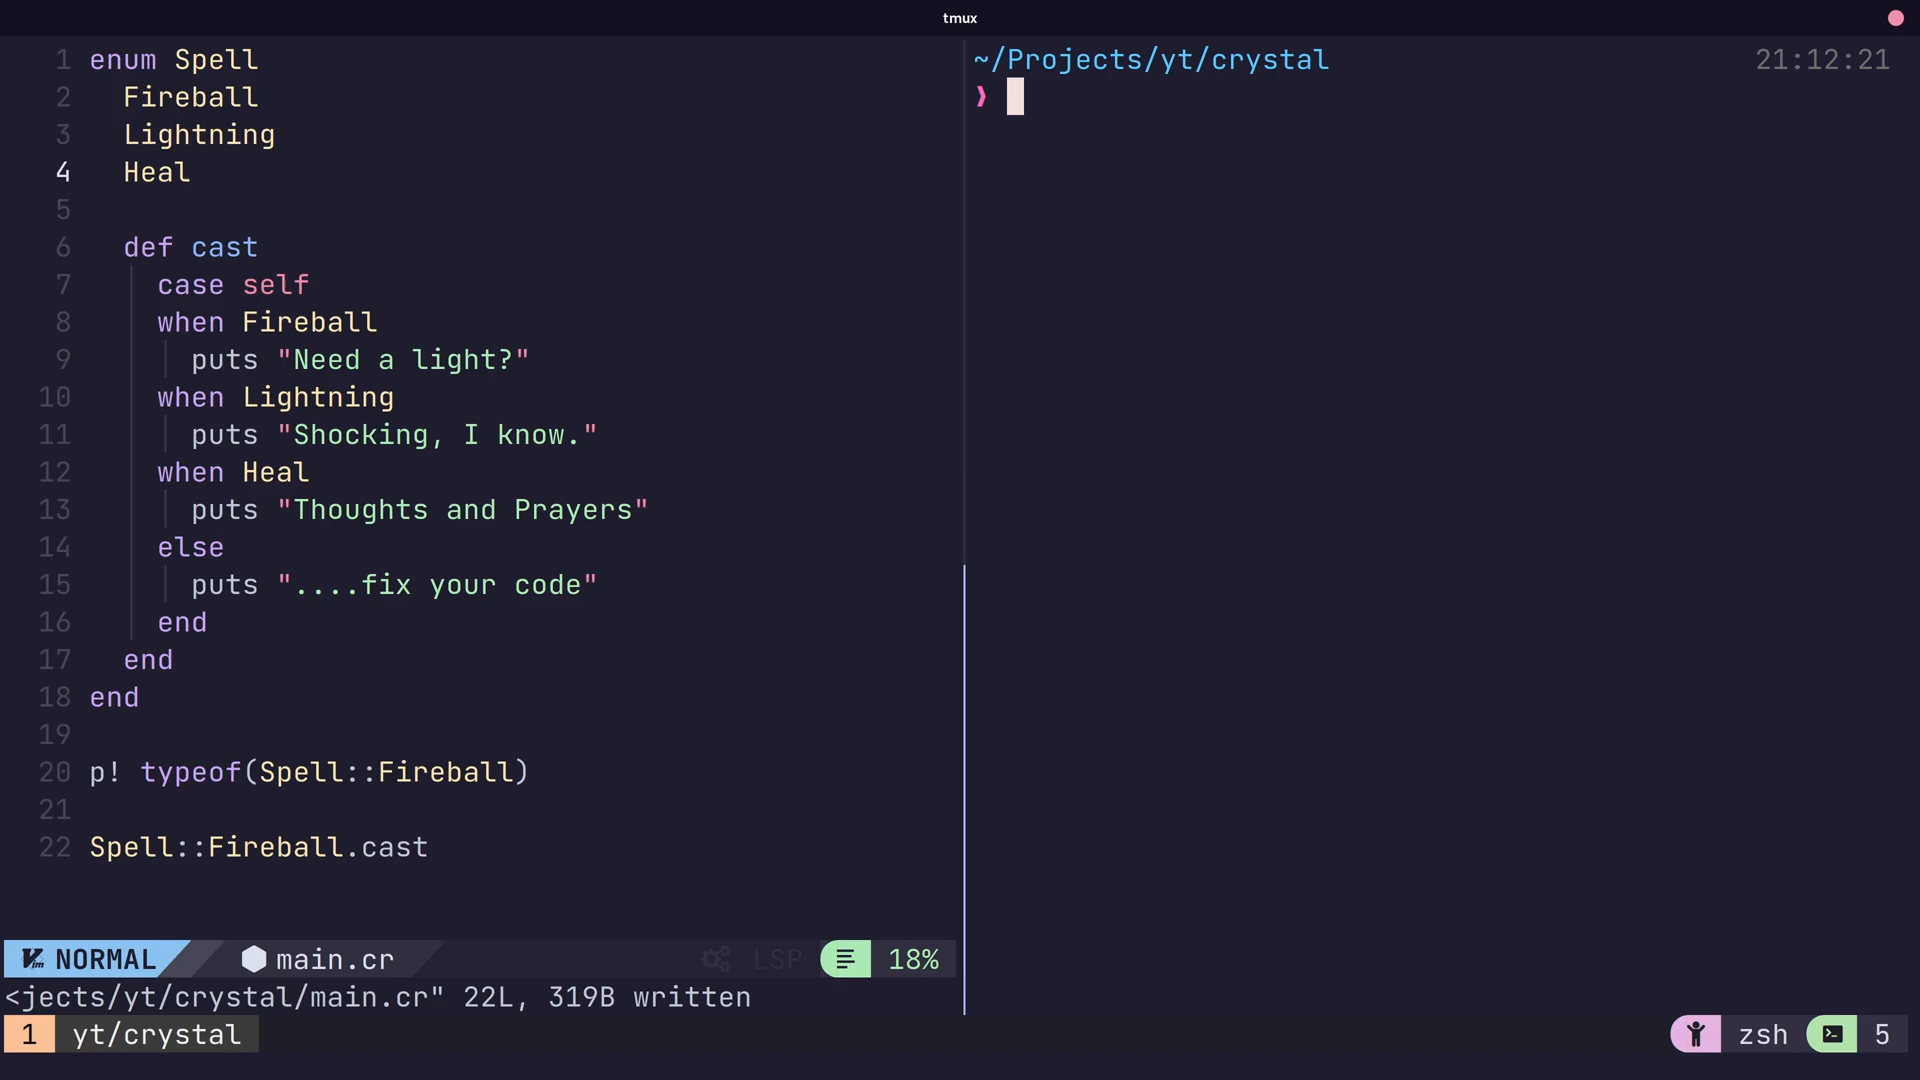 tmux
1 enum Spell
2   Fireball
3   Lightning
4   Heal
5
6   def cast
7     case self
8     when Fireball
9       puts "Need a light?"
10     when Lightning
11       puts "Shocking, I know."
12     when Heal
13       puts "Thoughts and Prayers"
14     else
15       puts "....fix your code"
16     end
17   end
18 end
19
20 p! typeof(Spell::Fireball)
21
22 Spell::Fireball.cast
NORMAL main.cr LSP 18%
<jects/yt/crystal/main.cr" 22L, 319B written
~/Projects/yt/crystal 21:12:21
❯
1 yt/crystal zsh 5